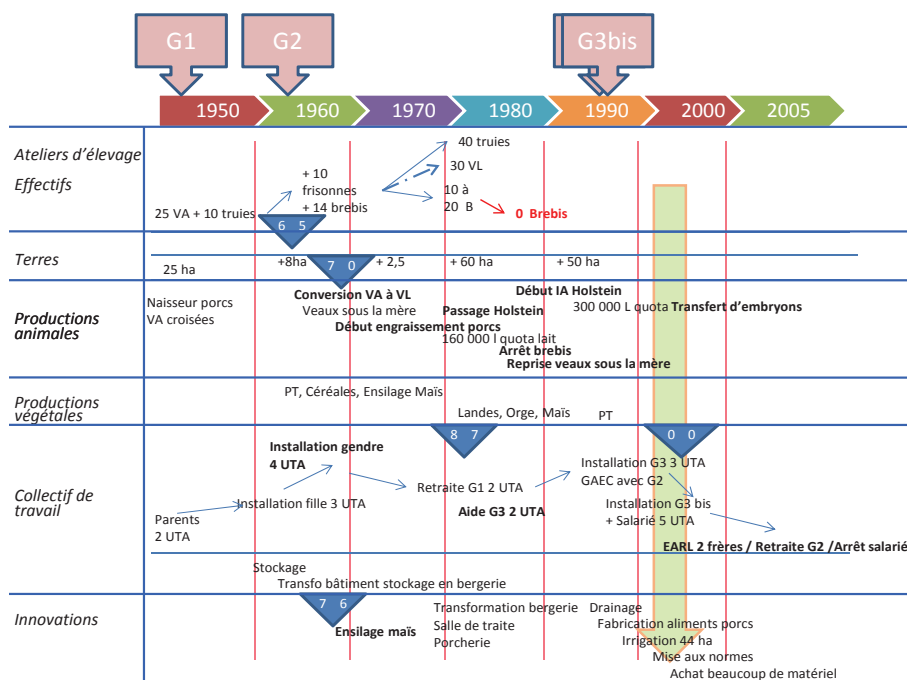 G1
G2
G3bis
1950
1960
1970
1980
1990
2000
2005
Ateliers d'élevage
Effectifs
25 VA + 10 truies
+ 10
frisonnes
+ 14 brebis
40 truies
30 VL
10 à
20 B
0 Brebis
6 5
Terres
25 ha
+8ha
7 0
+ 2,5
+ 60 ha
+ 50 ha
Productions
animales
Naisseur porcs
VA croisées
Conversion VA à VL
Veaux sous la mère
Début engraissement porcs
Début IA Holstein
Passage Holstein
300 000 L quota
Transfert d'embryons
160 000 l quota lait
Arrêt brebis
Reprise veaux sous la mère
Productions
végétales
PT, Céréales, Ensilage Maïs
Landes, Orge, Maïs
PT
8 7
0 0
Collectif de
travail
Parents
2 UTA
Installation fille 3 UTA
Installation gendre
4 UTA
Retraite G1 2 UTA
Aide G3 2 UTA
Installation G3 3 UTA
GAEC avec G2
Installation G3 bis
+ Salarié 5 UTA
EARL 2 frères / Retraite G2 /Arrêt salarié
Innovations
Stockage
Transfo bâtiment stockage en bergerie
7 6
Ensilage maïs
Transformation bergerie
Salle de traite
Porcherie
Drainage
Fabrication aliments porcs
Irrigation 44 ha
Mise aux normes
Achat beaucoup de matériel